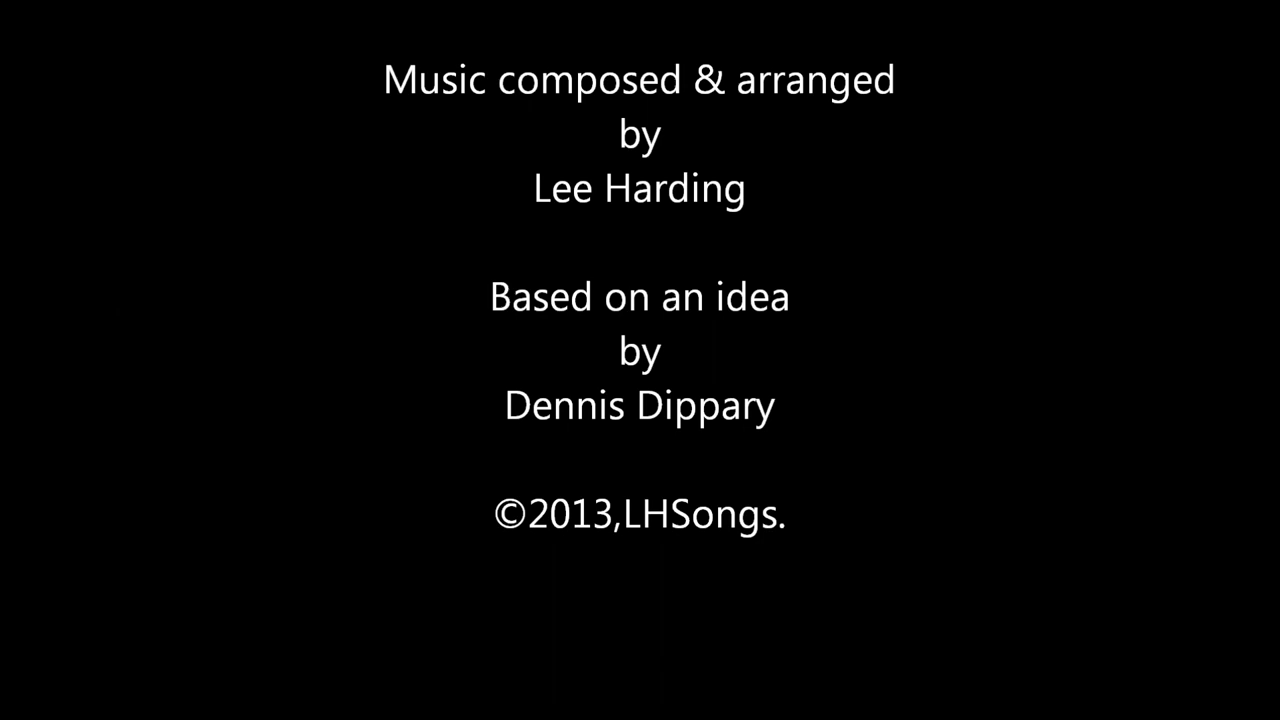 Music composed & arranged
by
Lee Harding
Based on an idea
by
Dennis Dippary
©2013,LHSongs.